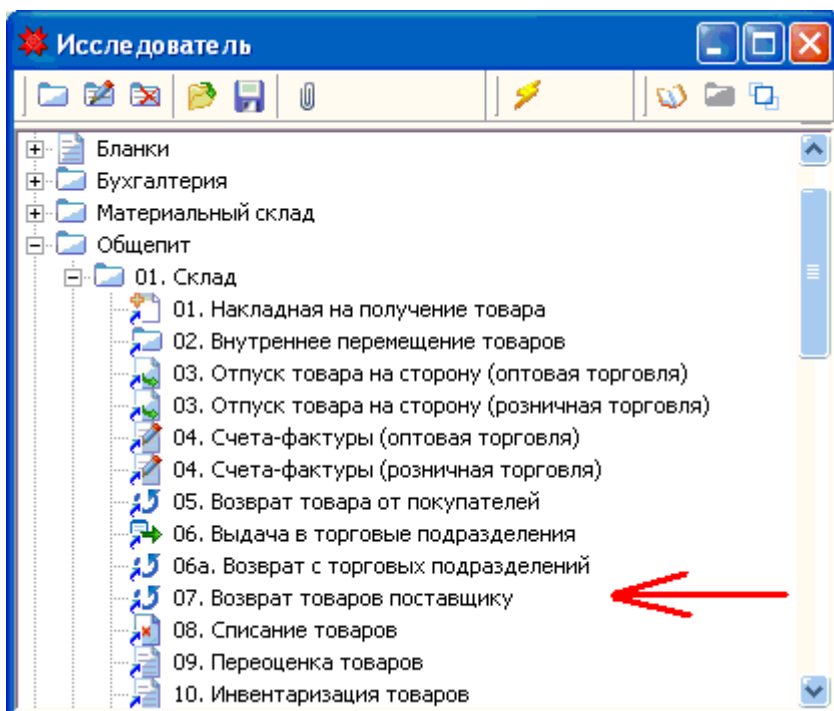 Исследователь
Бланки
Бухгалтерия
Материальный склад
Общепит
01. Склад
01. Накладная на получение товара
02. Внутреннее перемещение товаров
03. Отпуск товара на сторону (оптовая торговля)
03. Отпуск товара на сторону (розничная торговля)
04. Счета-фактуры (оптовая торговля)
04. Счета-фактуры (розничная торговля)
05. Возврат товара от покупателей
06. Выдача в торговые подразделения
06а. Возврат с торговых подразделений
07. Возврат товаров поставщику
08. Списание товаров
09. Переоценка товаров
10. Инвентаризация товаров